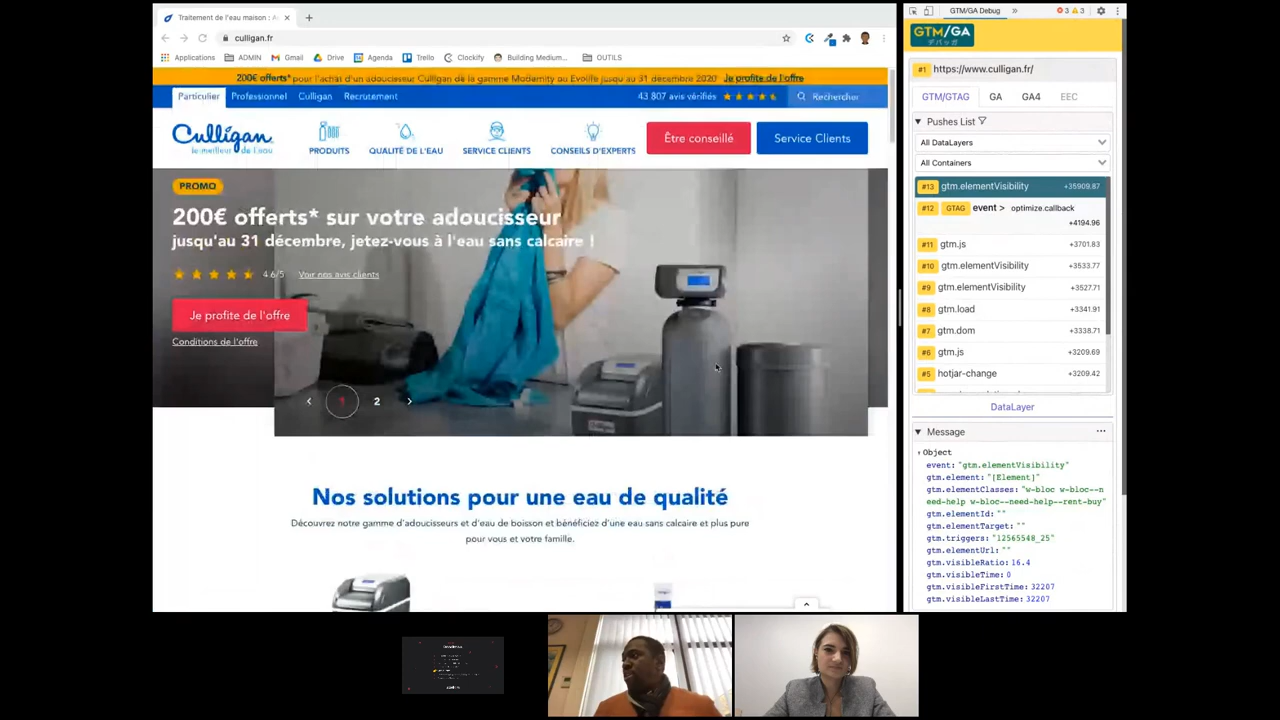 Traitement de l'eau maison : A
GTM/GA Debug
3
3
culligan.fr
Applications
ADMIN
Gmail
Drive
Agenda
Trello
Clockify
Building Medium...
OUTILS
GTM/GA
デバッガ
200€ offerts* pour l'achat d'un adoucisseur Culligan de la gamme Modernity ou Evolife jusqu'au 31 décembre 2020 Je profite de l'offre
Particulier
Professionnel
Culligan
Recrutement
43 807 avis vérifiés
Rechercher
Culligan
le meilleur de l'eau
PRODUITS
QUALITÉ DE L'EAU
SERVICE CLIENTS
CONSEILS D'EXPERTS
Être conseillé
Service Clients
PROMO
200€ offerts* sur votre adoucisseur
jusqu'au 31 décembre, jetez-vous à l'eau sans calcaire !
4.6/5 Voir nos avis clients
Je profite de l'offre
Conditions de l'offre
1
2
Nos solutions pour une eau de qualité
Découvrez notre gamme d'adoucisseurs et d'eau de boisson et bénéficiez d'une eau sans calcaire et plus pure
pour vous et votre famille.
#1 https://www.culligan.fr/
GTM/GTAG
GA
GA4
EEC
Pushes List
All DataLayers
All Containers
#13 gtm.elementVisibility +35909.87
#12 GTAG event > optimize.callback
+4194.96
#11 gtm.js +3701.83
#10 gtm.elementVisibility +3533.77
#9 gtm.elementVisibility +3527.71
#8 gtm.load +3341.91
#7 gtm.dom +3338.71
#6 gtm.js +3209.69
#5 hotjar-change +3209.42
DataLayer
Message
Object
event: "gtm.elementVisibility"
gtm.element: "[Element]"
gtm.elementClasses: "w-bloc w-bloc--n
eed-help w-bloc--need-help--rent-buy"
gtm.elementId: ""
gtm.elementTarget: ""
gtm.triggers: "12565548_25"
gtm.elementUrl: ""
gtm.visibleRatio: 16.4
gtm.visibleTime: 0
gtm.visibleFirstTime: 32207
gtm.visibleLastTime: 32207